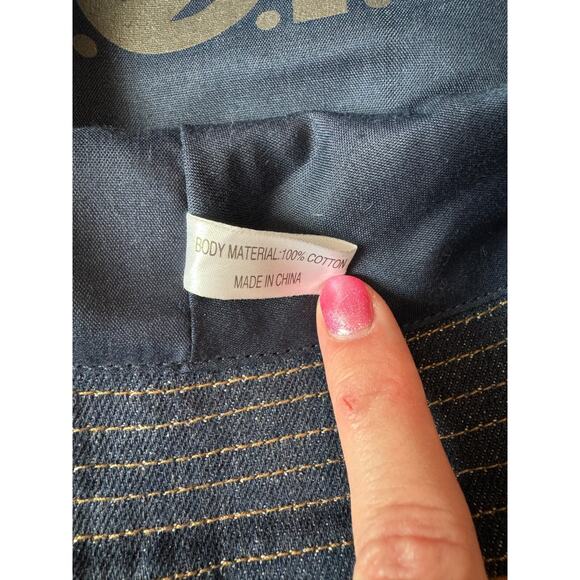 BODY MATERIAL:100% COTTON
MADE IN CHINA